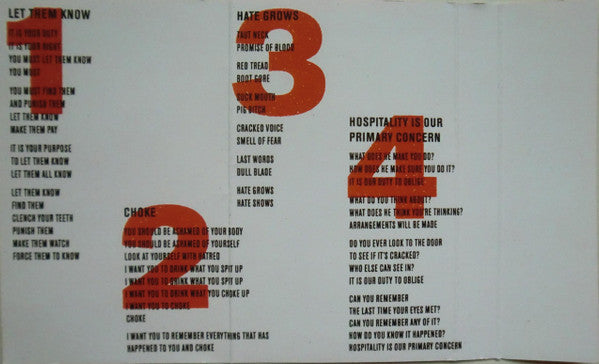 1
LET THEM KNOW
IT IS YOUR DUTY
IT IS YOUR RIGHT
YOU MUST LET THEM KNOW
YOU MUST
YOU MUST FIND THEM
AND PUNISH THEM
LET THEM KNOW
MAKE THEM PAY
IT IS YOUR PURPOSE
TO LET THEM KNOW
LET THEM ALL KNOW
LET THEM KNOW
FIND THEM
CLENCH YOUR TEETH
PUNISH THEM
MAKE THEM WATCH
FORCE THEM TO KNOW
2
CHOKE
YOU SHOULD BE ASHAMED OF YOUR BODY
YOU SHOULD BE ASHAMED OF YOURSELF
LOOK AT YOURSELF WITH HATRED
I WANT YOU TO DRINK WHAT YOU SPIT UP
I WANT YOU TO DRINK WHAT YOU SPIT UP
I WANT YOU TO DRINK WHAT YOU CHOKE UP
I WANT YOU TO CHOKE
CHOKE
I WANT YOU TO REMEMBER EVERYTHING THAT HAS
HAPPENED TO YOU AND CHOKE
3
HATE GROWS
TAUT NECK
PROMISE OF BLOOD
RED TREAD
BOOT GORE
SUCK MOUTH
PIG BITCH
CRACKED VOICE
SMELL OF FEAR
LAST WORDS
DULL BLADE
HATE GROWS
HATE SHOWS
4
HOSPITALITY IS OUR
PRIMARY CONCERN
WHAT DOES HE MAKE YOU DO?
HOW DOES HE MAKE SURE YOU DO IT?
IT IS OUR DUTY TO OBLIGE
WHAT DO YOU THINK ABOUT?
WHAT DOES HE THINK YOU'RE THINKING?
ARRANGEMENTS WILL BE MADE
DO YOU EVER LOOK TO THE DOOR
TO SEE IF IT'S CRACKED?
WHO ELSE CAN SEE IN?
IT IS OUR DUTY TO OBLIGE
CAN YOU REMEMBER
THE LAST TIME YOUR EYES MET?
CAN YOU REMEMBER ANY OF IT?
HOW DO YOU KNOW IT HAPPENED?
HOSPITALITY IS OUR PRIMARY CONCERN